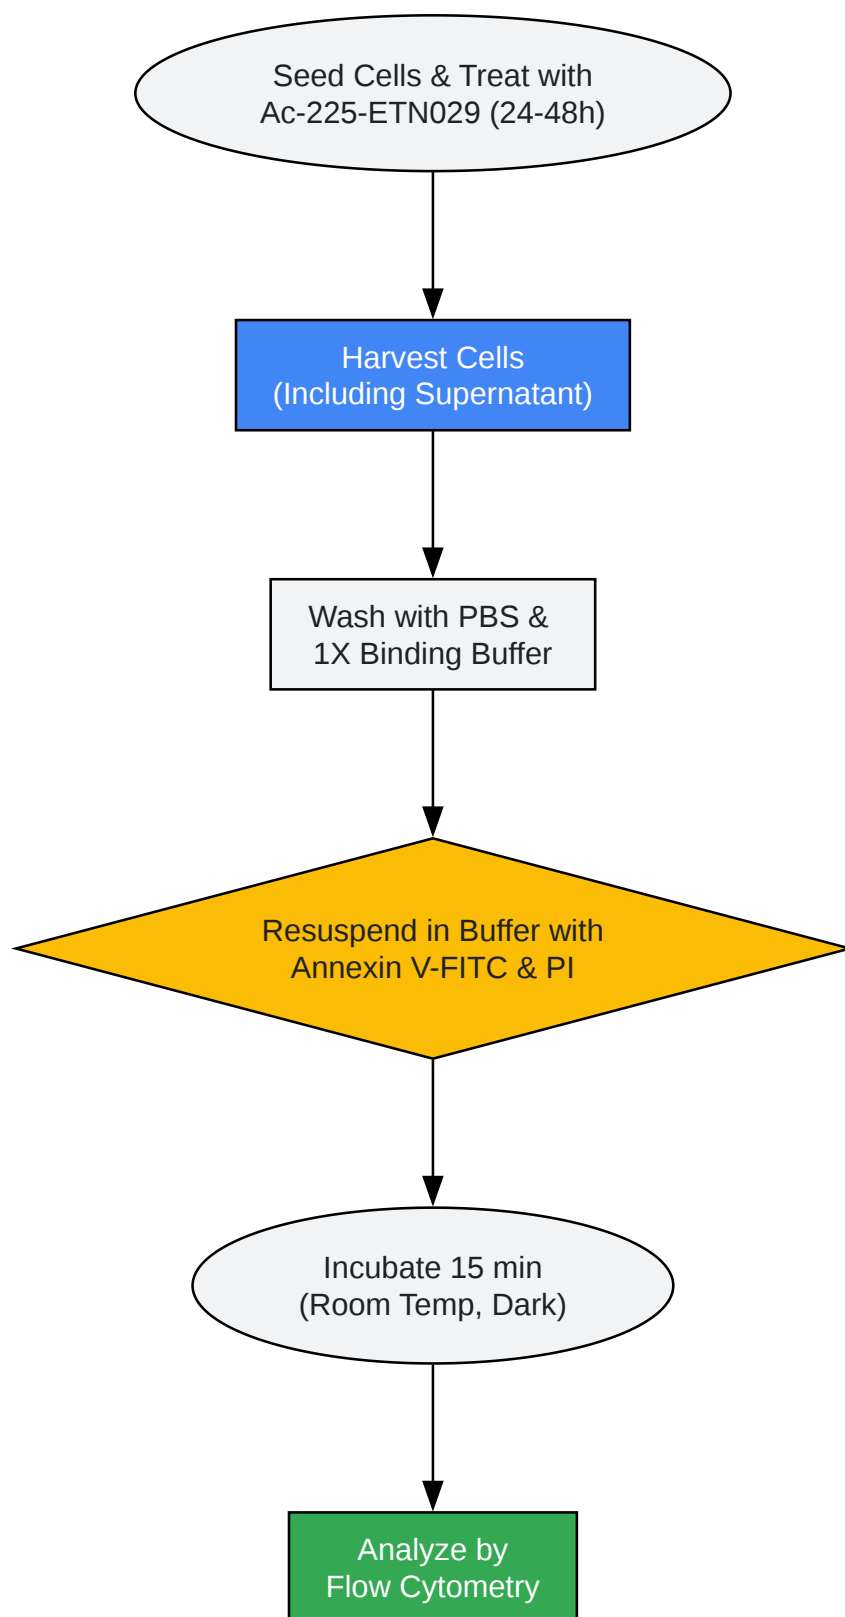 Seed Cells & Treat with
Ac-225-ETN029 (24-48h)
Harvest Cells
(Including Supernatant)
Wash with PBS &
1X Binding Buffer
Resuspend in Buffer with
Annexin V-FITC & PI
Incubate 15 min
(Room Temp, Dark)
Analyze by
Flow Cytometry